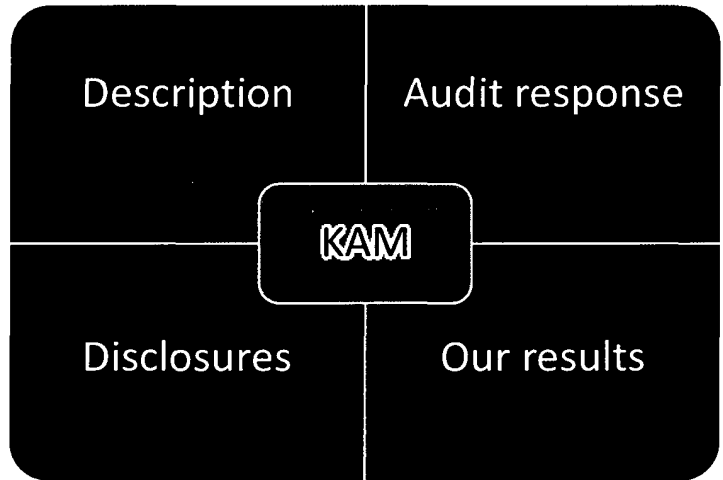 Description
Audit response
KAM
Disclosures
Our results